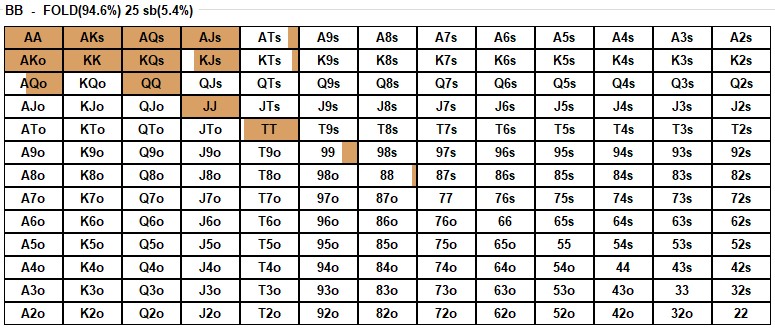 BB - FOLD(94.6%) 25 sb(5.4%)
AA AKs AQs AJs ATs A9s A8s A7s A6s A5s A4s A3s A2s
AKo KK KQs KJs KTs K9s K8s K7s K6s K5s K4s K3s K2s
AQo KQo QQ QJs QTs Q9s Q8s Q7s Q6s Q5s Q4s Q3s Q2s
AJo KJo QJo JJ JTs J9s J8s J7s J6s J5s J4s J3s J2s
ATo KTo QTo JTo TT T9s T8s T7s T6s T5s T4s T3s T2s
A9o K9o Q9o J9o T9o 99 98s 97s 96s 95s 94s 93s 92s
A8o K8o Q8o J8o T8o 98o 88 87s 86s 85s 84s 83s 82s
A7o K7o Q7o J7o T7o 97o 87o 77 76s 75s 74s 73s 72s
A6o K6o Q6o J6o T6o 96o 86o 76o 66 65s 64s 63s 62s
A5o K5o Q5o J5o T5o 95o 85o 75o 65o 55 54s 53s 52s
A4o K4o Q4o J4o T4o 94o 84o 74o 64o 54o 44 43s 42s
A3o K3o Q3o J3o T3o 93o 83o 73o 63o 53o 43o 33 32s
A2o K2o Q2o J2o T2o 92o 82o 72o 62o 52o 42o 32o 22